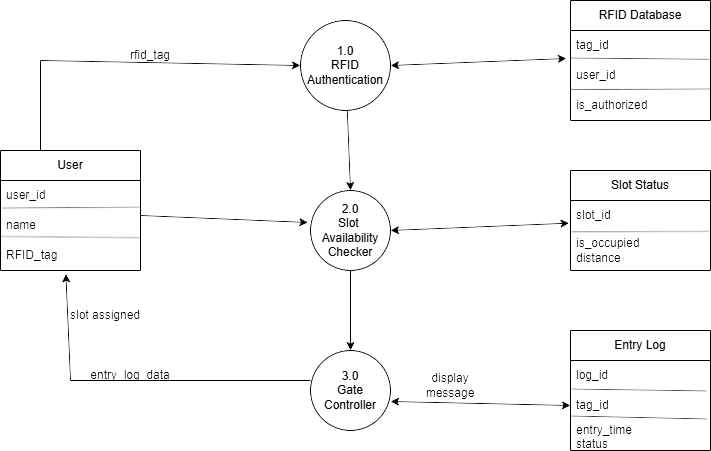 RFID Database
tag_id
user_id
is_authorized
rfid_tag
1.0
RFID
Authentication
User
user_id
name
RFID_tag
2.0
Slot
Availability
Checker
Slot Status
slot_id
is_occupied
distance
slot assigned
entry_log_data
3.0
Gate
Controller
display
message
Entry Log
log_id
tag_id
entry_time
status